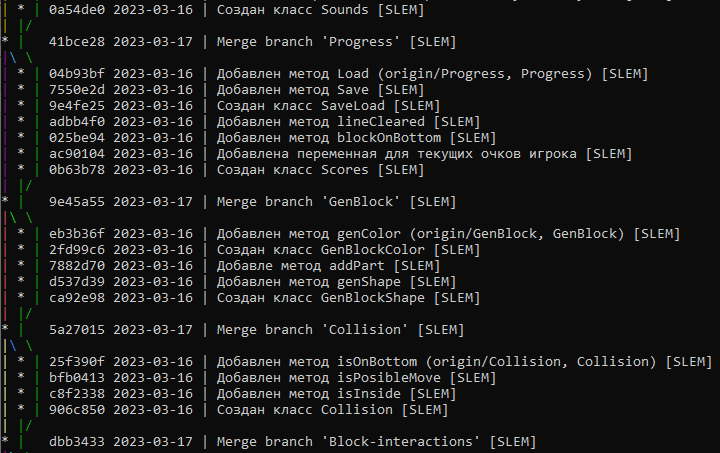 | * | 0a54de0 2023-03-16 | Создан класс Sounds [SLEM]
| |/
* | 41bce28 2023-03-17 | Merge branch 'Progress' [SLEM]
|\ \
| * | 04b93bf 2023-03-16 | Добавлен метод Load (origin/Progress, Progress) [SLEM]
| * | 7550e2d 2023-03-16 | Добавлен метод Save [SLEM]
| * | 9e4fe25 2023-03-16 | Создан класс SaveLoad [SLEM]
| * | adbb4f0 2023-03-16 | Добавлен метод lineCleared [SLEM]
| * | 025be94 2023-03-16 | Добавлен метод blockOnBottom [SLEM]
| * | ac90104 2023-03-16 | Добавлена переменная для текущих очков игрока [SLEM]
| * | 0b63b78 2023-03-16 | Создан класс Scores [SLEM]
| |/
* | 9e45a55 2023-03-17 | Merge branch 'GenBlock' [SLEM]
|\ \
| * | eb3b36f 2023-03-16 | Добавлен метод genColor (origin/GenBlock, GenBlock) [SLEM]
| * | 2fd99c6 2023-03-16 | Создан класс GenBlockColor [SLEM]
| * | 7882d70 2023-03-16 | Добавле метод addPart [SLEM]
| * | d537d39 2023-03-16 | Добавлен метод genShape [SLEM]
| * | ca92e98 2023-03-16 | Создан класс GenBlockShape [SLEM]
| |/
* | 5a27015 2023-03-17 | Merge branch 'Collision' [SLEM]
|\ \
| * | 25f390f 2023-03-16 | Добавлен метод isOnBottom (origin/Collision, Collision) [SLEM]
| * | bfb0413 2023-03-16 | Добавлен метод isPosibleMove [SLEM]
| * | c8f2338 2023-03-16 | Добавлен метод isInside [SLEM]
| * | 906c850 2023-03-16 | Создан класс Collision [SLEM]
| |/
* | dbb3433 2023-03-17 | Merge branch 'Block-interactions' [SLEM]